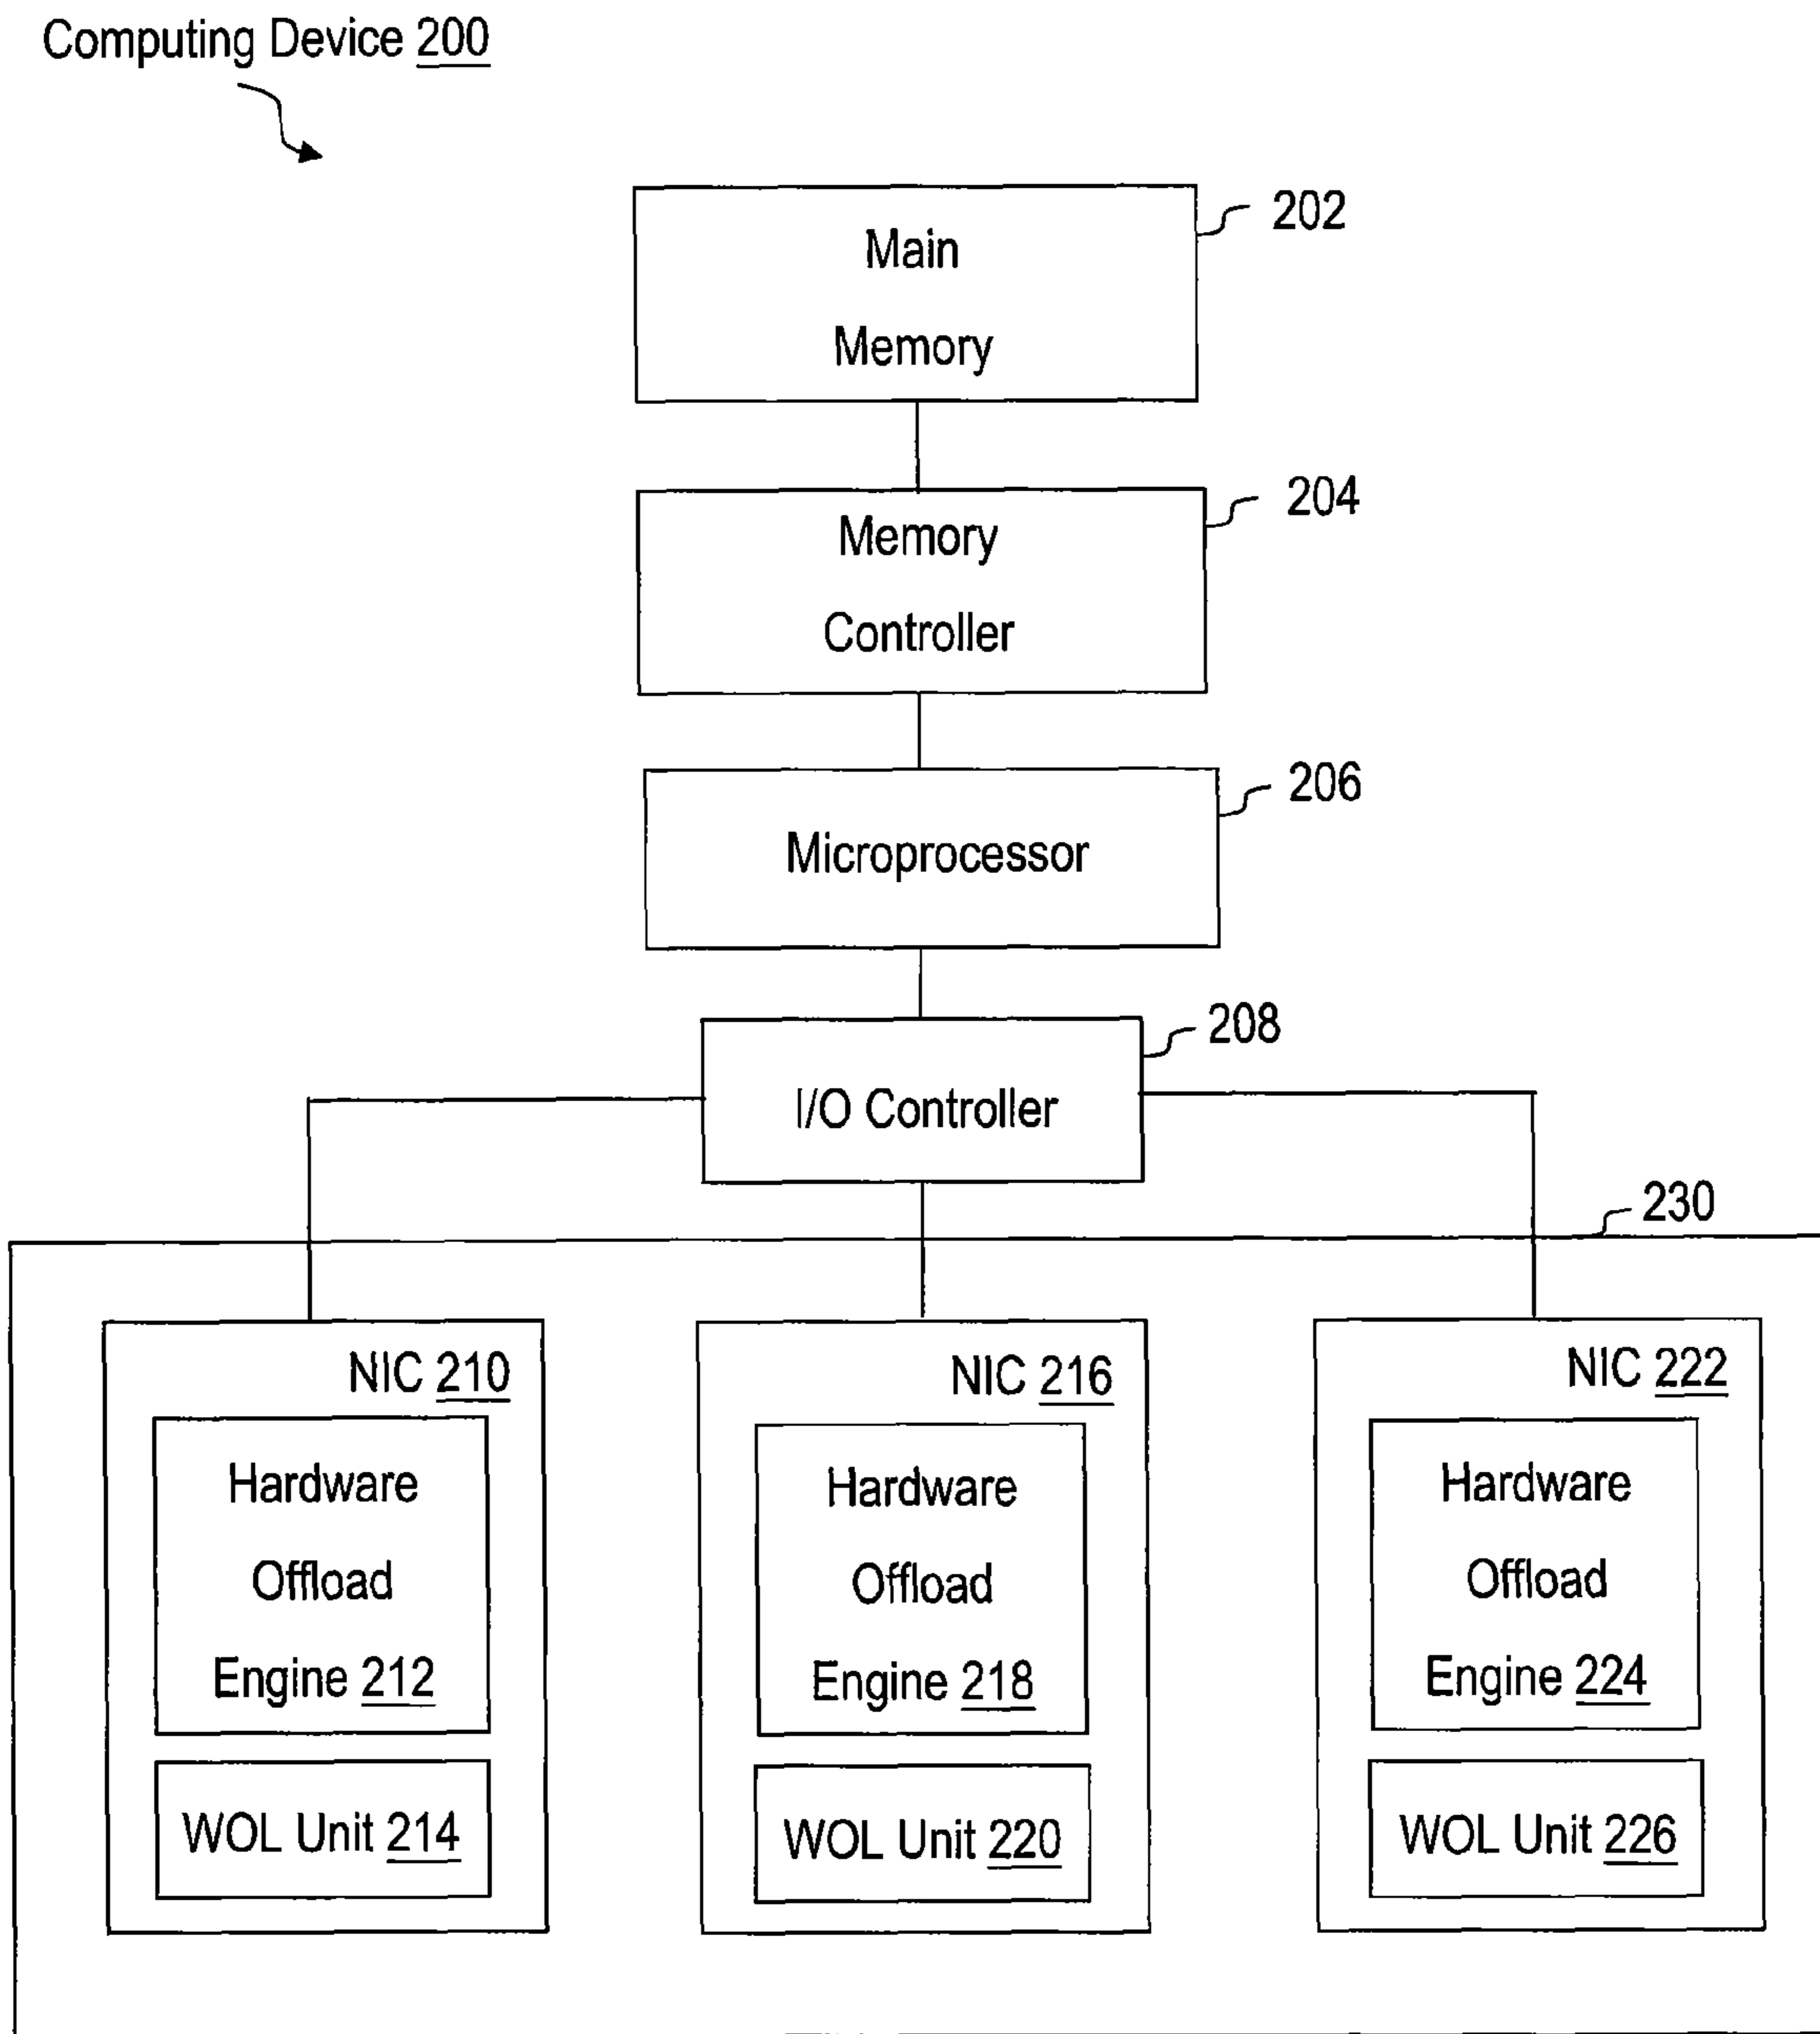 Computing Device 200
202
Main
Memory
204
Memory
Controller
206
Microprocessor
208
I/O Controller
230
NIC 210
Hardware
Offload
Engine 212
WOL Unit 214
NIC 216
Hardware
Offload
Engine 218
WOL Unit 220
NIC 222
Hardware
Offload
Engine 224
WOL Unit 226